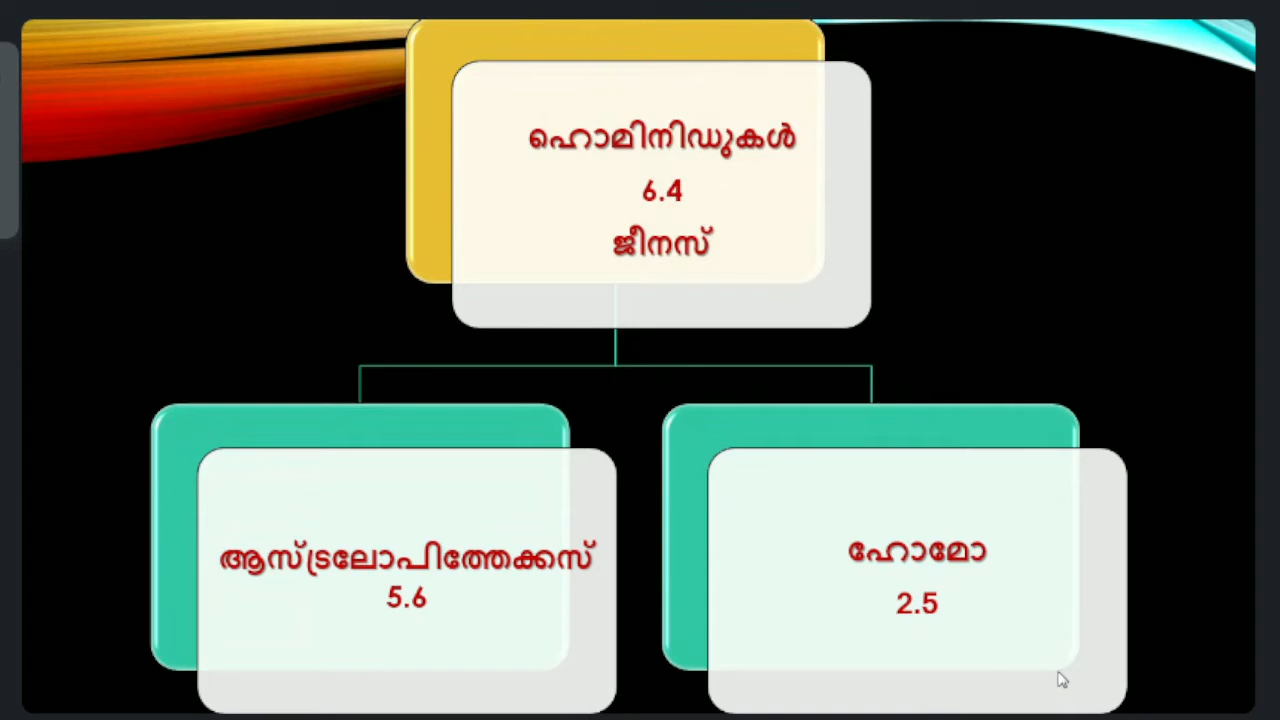 ഹൊമിനിഡുകൾ
6.4
ജീനസ്
ആസ്ട്രലോപിത്തേക്കസ്
5.6
ഹോമോ
2.5